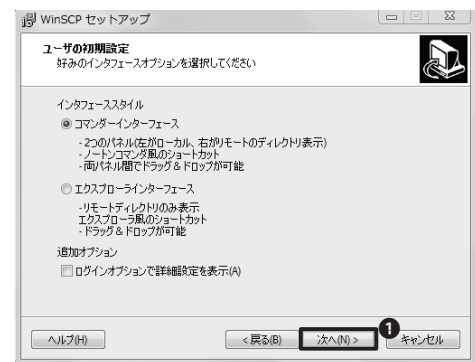 WinSCP セットアップ
ユーザの初期設定
好みのインタフェースオプションを選択してください
インタフェーススタイル
コマンダーインターフェース
- 2つのパネル(左がローカル、右がリモートのディレクトリ表示)
- ノートンコマンダ風のショートカット
- 両パネル間でドラッグ & ドロップが可能
エクスプローラインターフェース
-リモートディレクトリのみ表示
エクスプローラ風のショートカット
- ドラッグ & ドロップが可能
追加オプション
ログインオプションで詳細設定を表示(A)
1
ヘルプ(H) < 戻る(B) 次へ(N) > キャンセル